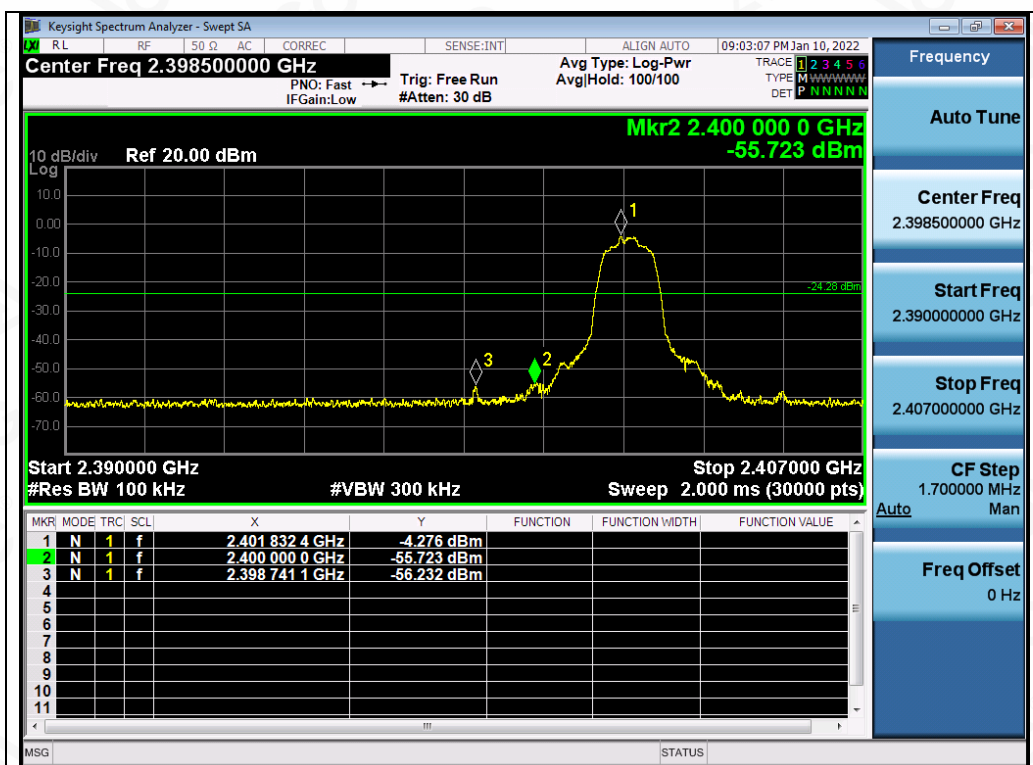 Keysight Spectrum Analyzer - Swept SA
LXI RL RF 50 Ω AC CORREC SENSE:INT ALIGN AUTO 09:03:07 PM Jan 10, 2022
Center Freq 2.398500000 GHz
PNO: Fast
IFGain:Low
Trig: Free Run
#Atten: 30 dB
Avg Type: Log-Pwr
Avg|Hold: 100/100
TRACE 1 2 3 4 5 6
TYPE M WWWWW
DET P N N N N N
Mkr2 2.400 000 0 GHz
-55.723 dBm
10 dB/div Ref 20.00 dBm
Log
10.0
0.00
-10.0
-20.0
-30.0
-40.0
-50.0
-60.0
-70.0
1
-24.28 dBm
3
2
Start 2.390000 GHz Stop 2.407000 GHz
#Res BW 100 kHz #VBW 300 kHz Sweep 2.000 ms (30000 pts)
MKR MODE TRC SCL X Y FUNCTION FUNCTION WIDTH FUNCTION VALUE
1 N 1 f 2.401 832 4 GHz -4.276 dBm
2 N 1 f 2.400 000 0 GHz -55.723 dBm
3 N 1 f 2.398 741 1 GHz -56.232 dBm
4
5
6
7
8
9
10
11
MSG STATUS
Frequency
Auto Tune
Center Freq
2.398500000 GHz
Start Freq
2.390000000 GHz
Stop Freq
2.407000000 GHz
CF Step
1.700000 MHz
Auto Man
Freq Offset
0 Hz